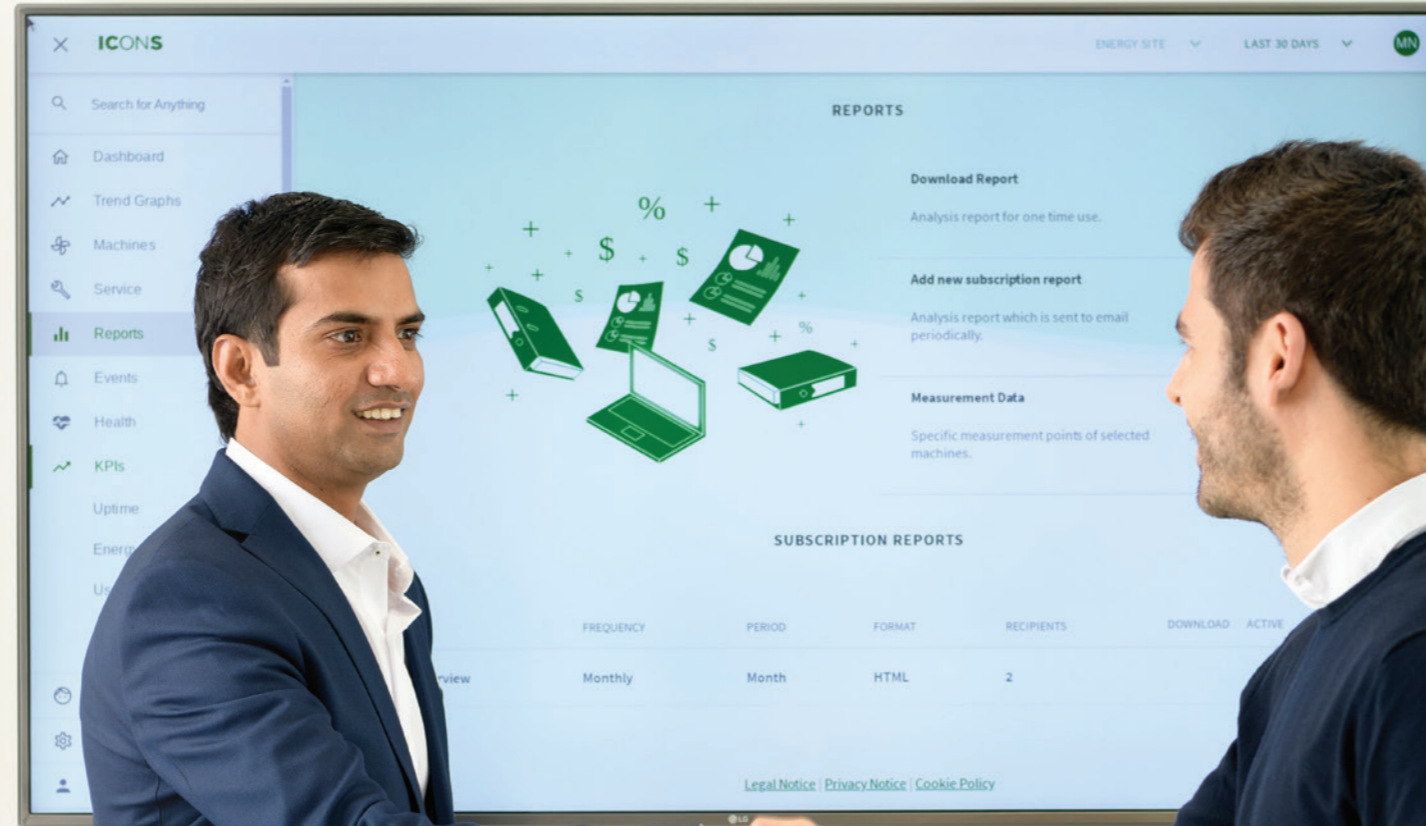 ICONS
ENERGY SITE
LAST 30 DAYS
MN
Search for Anything
Dashboard
Trend Graphs
Machines
Service
Reports
Events
Health
KPIs
Uptime
REPORTS
% $ $ $ $ %
Download Report
Analysis report for one time use.
Add new subscription report
Analysis report which is sent to email
periodically.
Measurement Data
Specific measurement points of selected
machines.
SUBSCRIPTION REPORTS
FREQUENCY PERIOD FORMAT RECIPIENTS DOWNLOAD ACTIVE
Monthly Month HTML 2
Legal Notice | Privacy Notice | Cookie Policy
LG